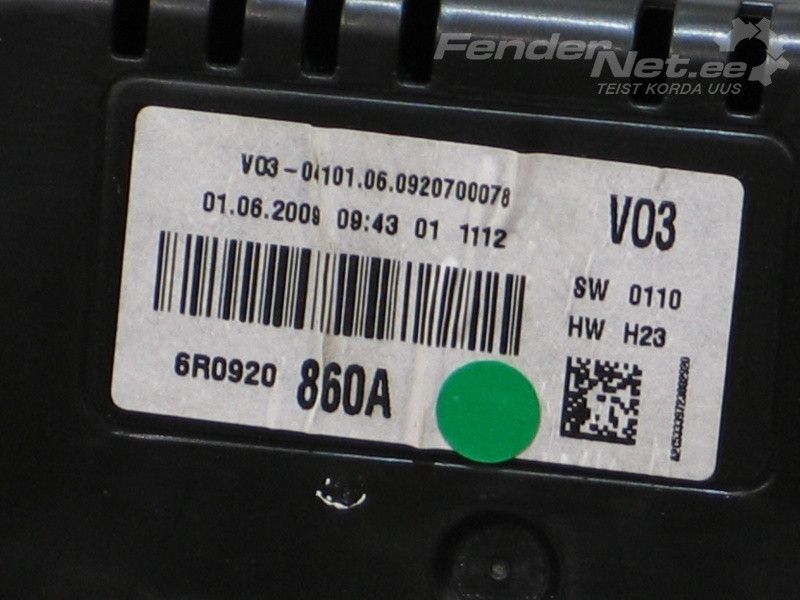 FenderNet.ee
TEIST KORDA UUS
V03-04101.06.0920700078
01.06.2009 09:43 01 1112
V03
SW 0110
HW H23
6R0920 860A